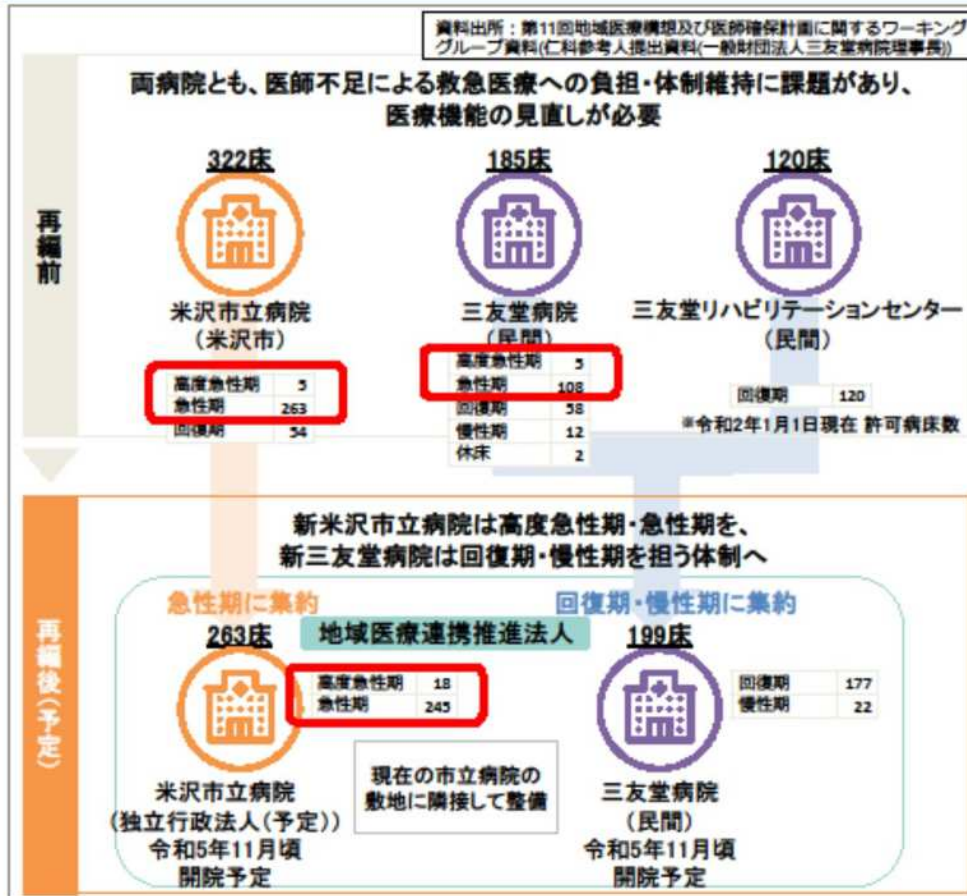 資料出所：第11回地域医療構想及び医師確保計画に関するワーキング
グループ資料(仁科参考人提出資料(一般財団法人三友堂病院理事長))
両病院とも、医師不足による救急医療への負担・体制維持に課題があり、
医療機能の見直しが必要
再編前
322床
185床
120床
米沢市立病院
(米沢市)
三友堂病院
(民間)
三友堂リハビリテーションセンター
(民間)
高度急性期 5
急性期 263
回復期 54
高度急性期 5
急性期 108
回復期 58
慢性期 12
休床 2
回復期 120
※令和2年1月1日現在 許可病床数
再編後(予定)
新米沢市立病院は高度急性期・急性期を、
新三友堂病院は回復期・慢性期を担う体制へ
急性期に集約
回復期・慢性期に集約
263床
地域医療連携推進法人
199床
高度急性期 18
急性期 245
回復期 177
慢性期 22
現在の市立病院の
敷地に隣接して整備
米沢市立病院
(独立行政法人(予定))
令和5年11月頃
開院予定
三友堂病院
(民間)
令和5年11月頃
開院予定